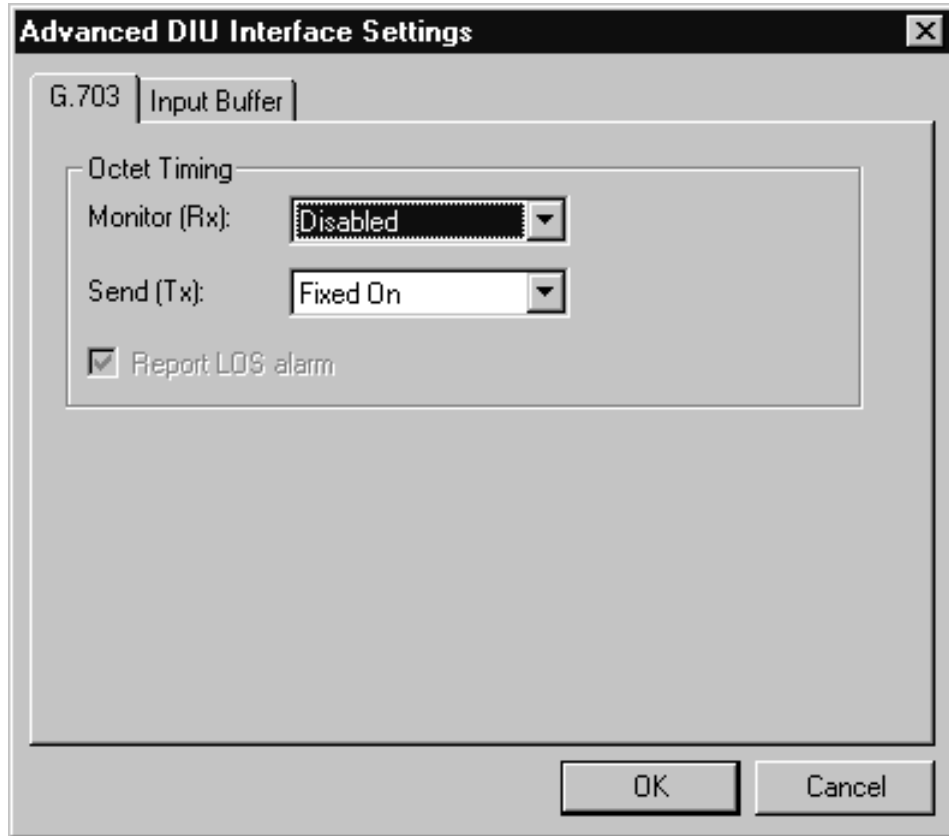 Advanced DIU Interface Settings
G.703 Input Buffer
Octet Timing
Monitor (Rx): Disabled
Send (Tx): Fixed On
Report LOS alarm
OK Cancel